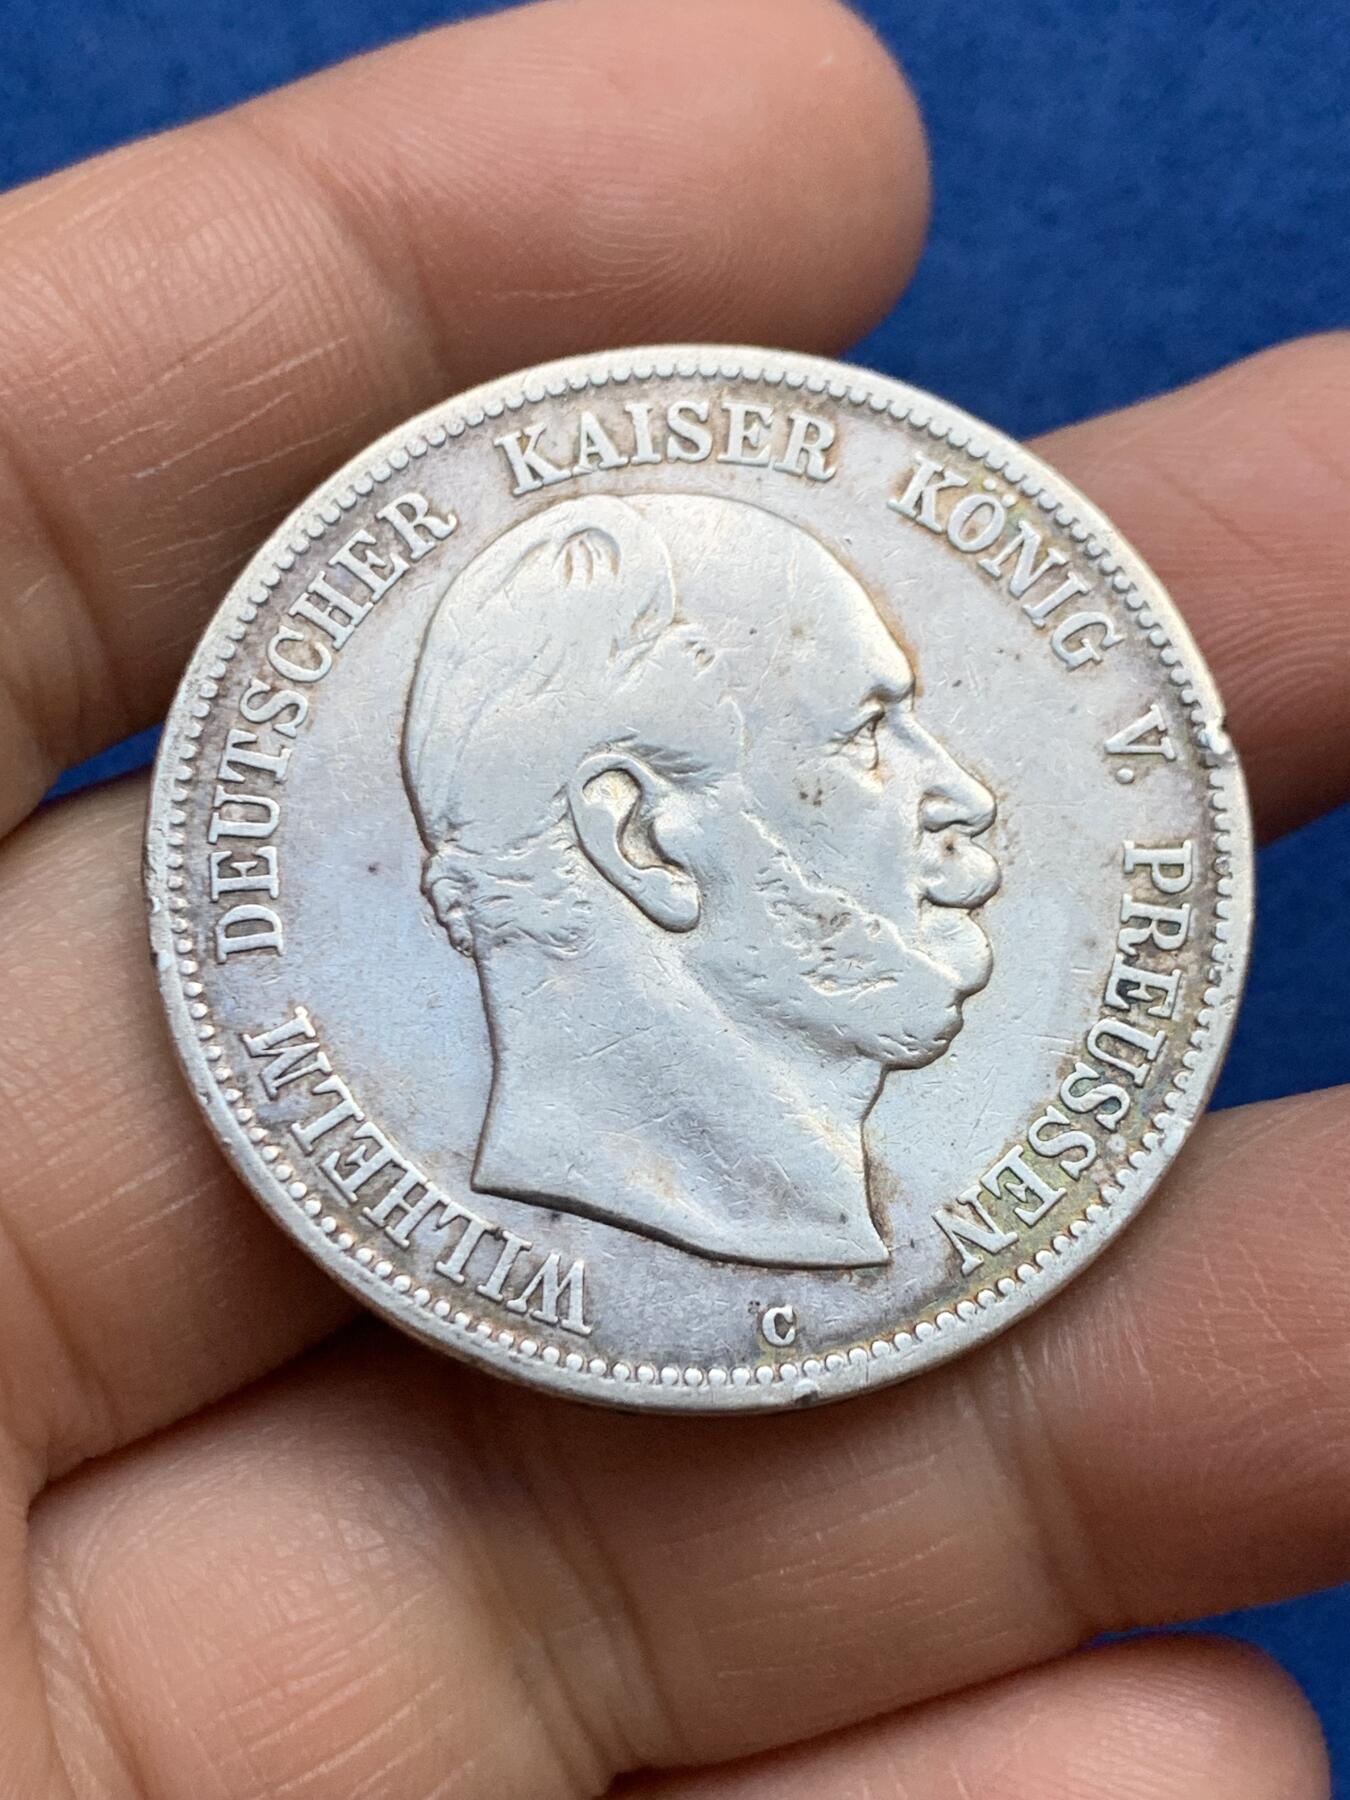 WILHELM DEUTSCHER KAISER KÖNIG V. PREUSSEN
C